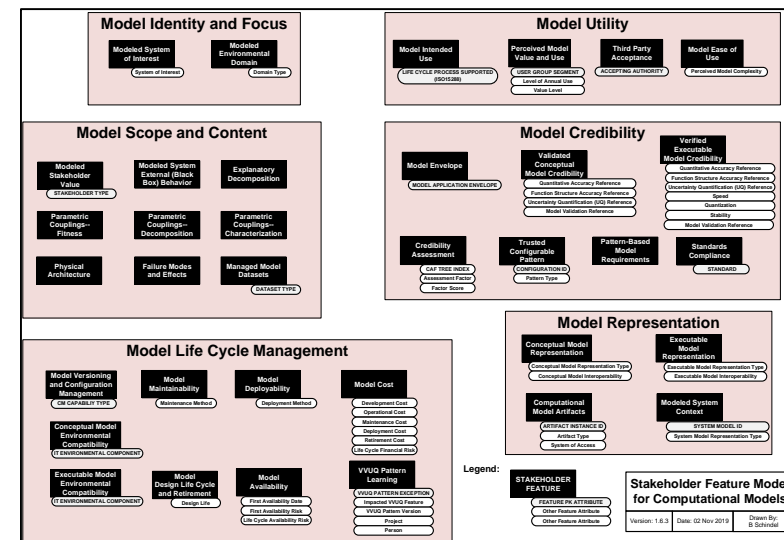 Model Identity and Focus
Modeled System
of Interest
System of Interest
Modeled
Environmental
Domain
Domain Type
Model Utility
Model Intended
Use
LIFE CYCLE PROCESS SUPPORTED
(ISO15288)
Perceived Model
Value and Use
USER GROUP SEGMENT
Level of Annual Use
Value Level
Third Party
Acceptance
ACCEPTING AUTHORITY
Model Ease of
Use
Perceived Model Complexity
Model Scope and Content
Modeled
Stakeholder
Value
STAKEHOLDER TYPE
Modeled System
External (Black
Box) Behavior
Explanatory
Decomposition
Parametric
Couplings--
Fitness
Parametric
Couplings--
Decomposition
Parametric
Couplings--
Characterization
Physical
Architecture
Failure Modes
and Effects
Managed Model
Datasets
DATASET TYPE
Model Credibility
Model Envelope
MODEL APPLICATION ENVELOPE
Validated
Conceptual
Model Credibility
Quantitative Accuracy Reference
Function Structure Accuracy Reference
Uncertainty Quantification (UQ) Reference
Model Validation Reference
Verified
Executable
Model Credibility
Quantitative Accuracy Reference
Function Structure Accuracy Reference
Uncertainty Quantification (UQ) Reference
Speed
Quantization
Stability
Model Validation Reference
Credibility
Assessment
CAF TREE INDEX
Assessment Factor
Factor Score
Trusted
Configurable
Pattern
CONFIGURATION ID
Pattern Type
Pattern-Based
Model
Requirements
Standards
Compliance
STANDARD
Model Life Cycle Management
Model Versioning
and Configuration
Management
CM CAPABILIY TYPE
Model
Maintainability
Maintenance Method
Model
Deployability
Deployment Method
Model Cost
Development Cost
Operational Cost
Maintenance Cost
Deployment Cost
Retirement Cost
Life Cycle Financial Risk
Conceptual Model
Environmental
Compatibility
IT ENVIRONMENTAL COMPONENT
Executable Model
Environmental
Compatibility
IT ENVIRONMENTAL COMPONENT
Model
Design Life Cycle
and Retirement
Design Life
Model
Availability
First Availability Date
First Availability Risk
Life Cycle Availability Risk
VVUQ Pattern
Learning
VVUQ PATTERN EXCEPTION
Impacted VVUQ Feature
VVUQ Pattern Version
Project
Person
Model Representation
Conceptual Model
Representation
Conceptual Model Representation Type
Conceptual Model Interoperability
Executable
Model
Representation
Executable Model Representation Type
Executable Model Interoperability
Computational
Model Artifacts
ARTIFACT INSTANCE ID
Artifact Type
System of Access
Modeled System
Context
SYSTEM MODEL ID
System Model Representation Type
Legend:
STAKEHOLDER
FEATURE
FEATURE PK ATTRIBUTE
Other Feature Attribute
Other Feature Attribute
Stakeholder Feature Model
for Computational Models
Version: 1.6.3
Date: 02 Nov 2019
Drawn By:
B Schindel